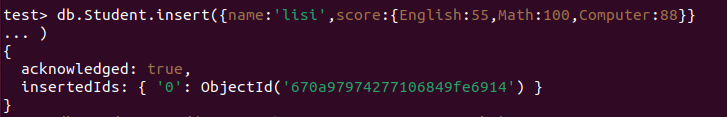 test> db.Student.insert({name:'lisi',score:{English:55,Math:100,Computer:88}}
... )
{
  acknowledged: true,
  insertedIds: { '0': ObjectId('670a97974277106849fe6914') }
}